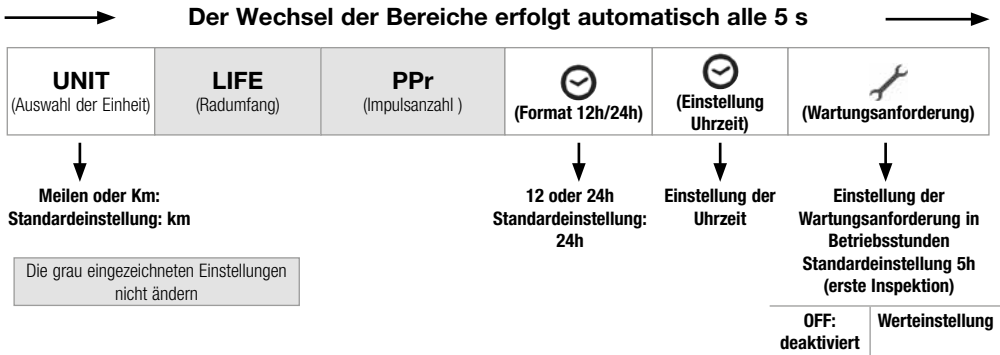 Der Wechsel der Bereiche erfolgt automatisch alle 5 s
UNIT
(Auswahl der Einheit)
LIFE
(Radumfang)
PPr
(Impulsanzahl )
(Format 12h/24h)
(Einstellung
Uhrzeit)
(Wartungsanforderung)
Meilen oder Km:
Standardeinstellung: km
12 oder 24h
Standardeinstellung:
24h
Einstellung der
Uhrzeit
Einstellung der
Wartungsanforderung in
Betriebsstunden
Standardeinstellung 5h
(erste Inspektion)
Die grau eingezeichneten Einstellungen
nicht ändern
OFF:
deaktiviert
Werteinstellung